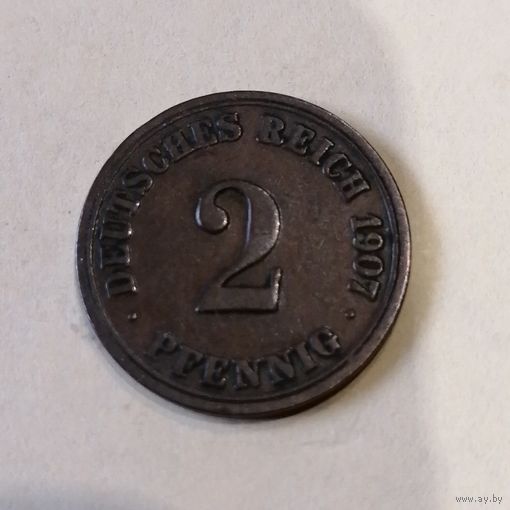 DEUTSCHES REICH 1907
2
PFENNIG
www.ay.by